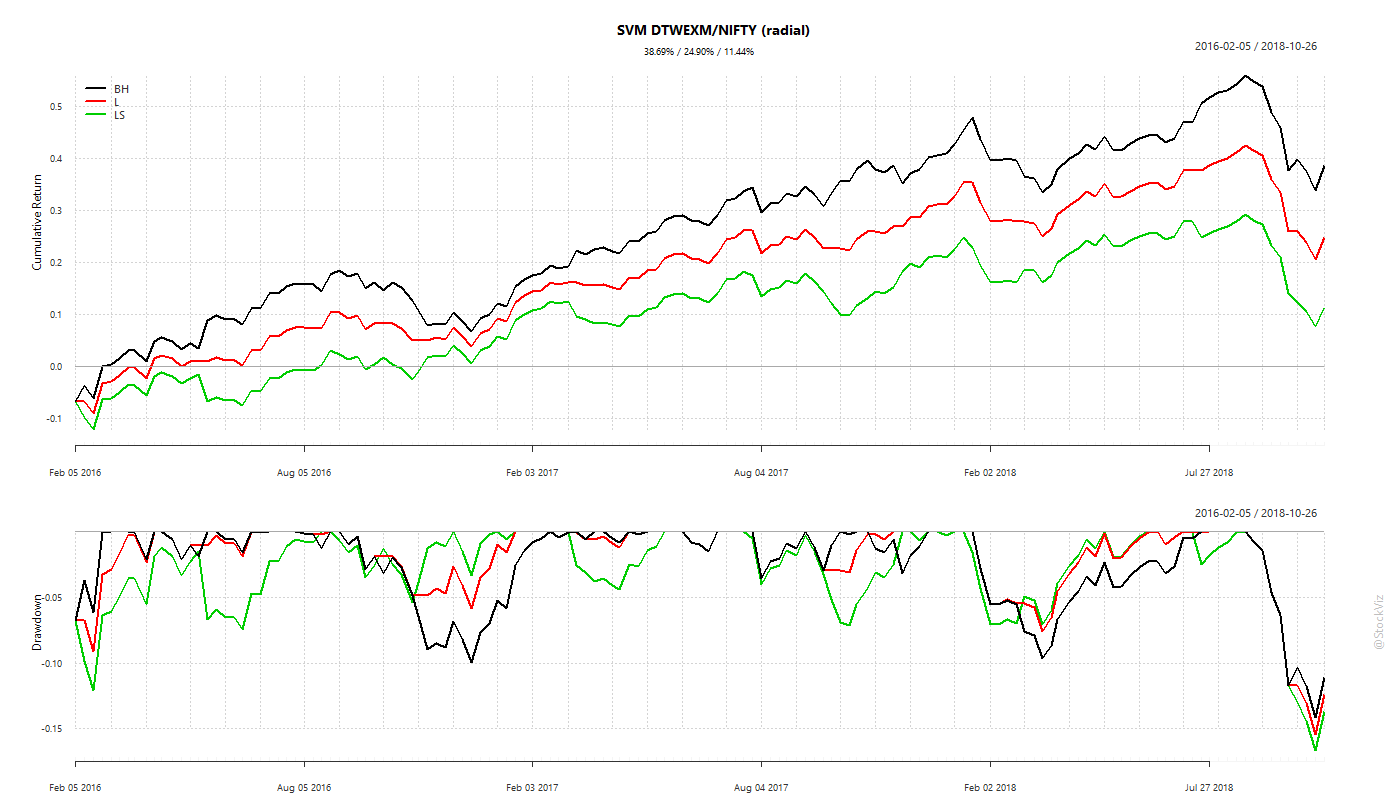 SVM DTWEXM/NIFTY (radial)
38.69% / 24.90% / 11.44%
2016-02-05 / 2018-10-26
BH
L
LS
Cumulative Return
0.5
0.4
0.3
0.2
0.1
0.0
-0.1
Feb 05 2016 Aug 05 2016 Feb 03 2017 Aug 04 2017 Feb 02 2018 Jul 27 2018
2016-02-05 / 2018-10-26
Drawdown
-0.05
-0.10
-0.15
Feb 05 2016 Aug 05 2016 Feb 03 2017 Aug 04 2017 Feb 02 2018 Jul 27 2018
@StockViz